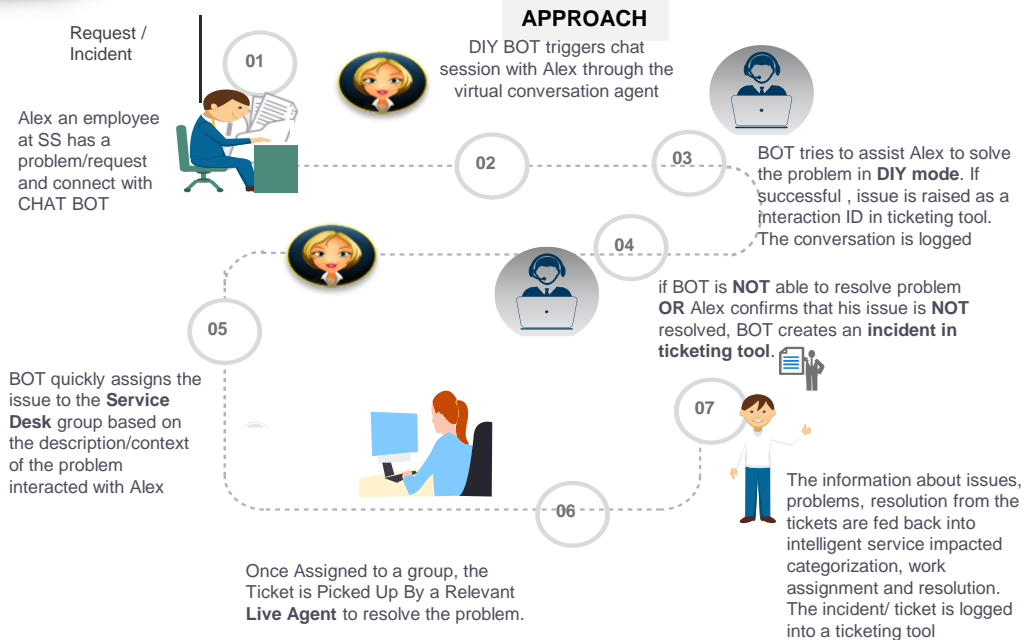 APPROACH
Request /
Incident
01
Alex an employee
at SS has a
problem/request
and connect with
CHAT BOT
DIY BOT triggers chat
session with Alex through the
virtual conversation agent
02
03
BOT tries to assist Alex to solve
the problem in DIY mode. If
successful , issue is raised as a
interaction ID in ticketing tool.
The conversation is logged
04
if BOT is NOT able to resolve problem
OR Alex confirms that his issue is NOT
resolved, BOT creates an incident in
ticketing tool.
05
BOT quickly assigns the
issue to the Service
Desk group based on
the description/context
of the problem
interacted with Alex
06
Once Assigned to a group, the
Ticket is Picked Up By a Relevant
Live Agent to resolve the problem.
07
The information about issues,
problems, resolution from the
tickets are fed back into
intelligent service impacted
categorization, work
assignment and resolution.
The incident/ ticket is logged
into a ticketing tool